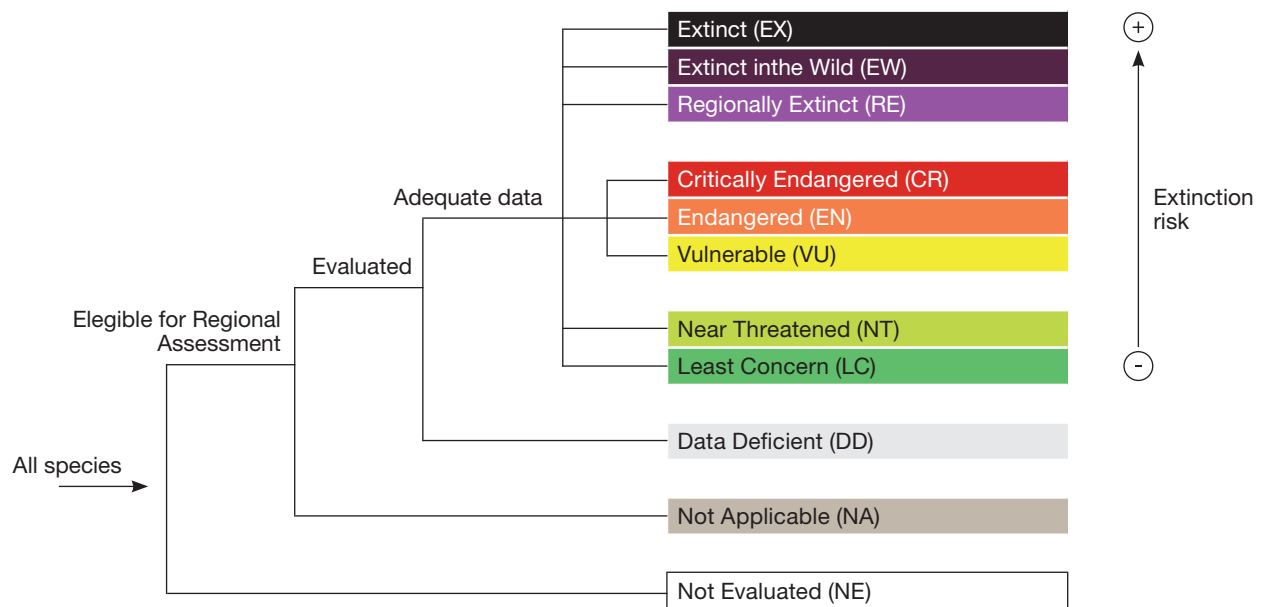 Extinct (EX)
+
Extinct inthe Wild (EW)
Regionally Extinct (RE)
Critically Endangered (CR)
Adequate data
Extinction
risk
Endangered (EN)
Vulnerable (VU)
Evaluated
Elegible for Regional
Assessment
Near Threatened (NT)
Least Concern (LC)
-
Data Deficient (DD)
All species
Not Applicable (NA)
Not Evaluated (NE)